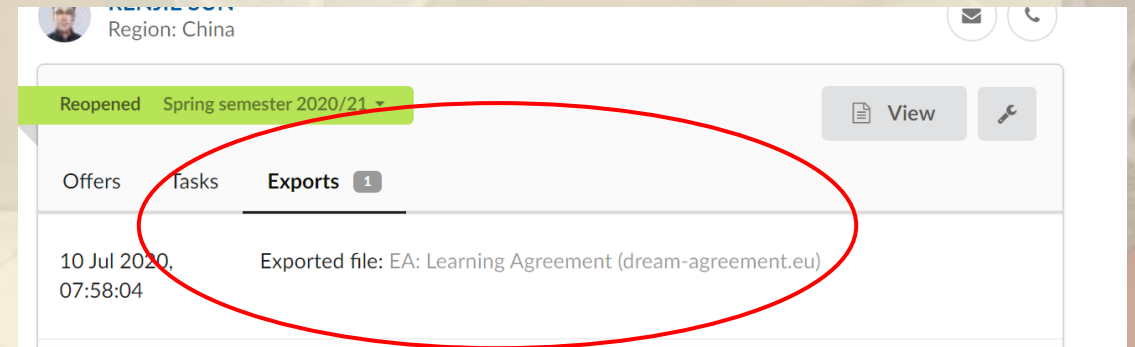 Region: China
Reopened Spring semester 2020/21
View
Offers Tasks Exports 1
10 Jul 2020, Exported file: EA: Learning Agreement (dream-agreement.eu)
07:58:04